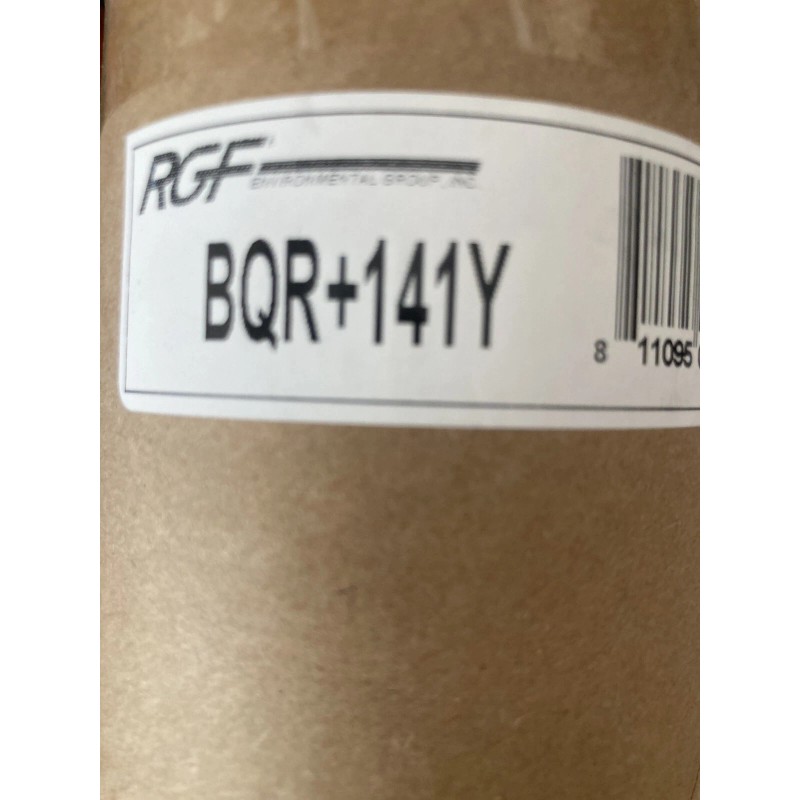 RGF
ENVIRONMENTAL GROUP, INC.
BQR+141Y
8 11095